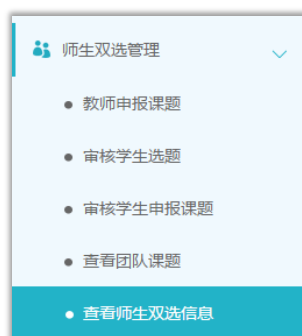 师生双选管理
教师申报课题
审核学生选题
审核学生申报课题
查看团队课题
查看师生双选信息